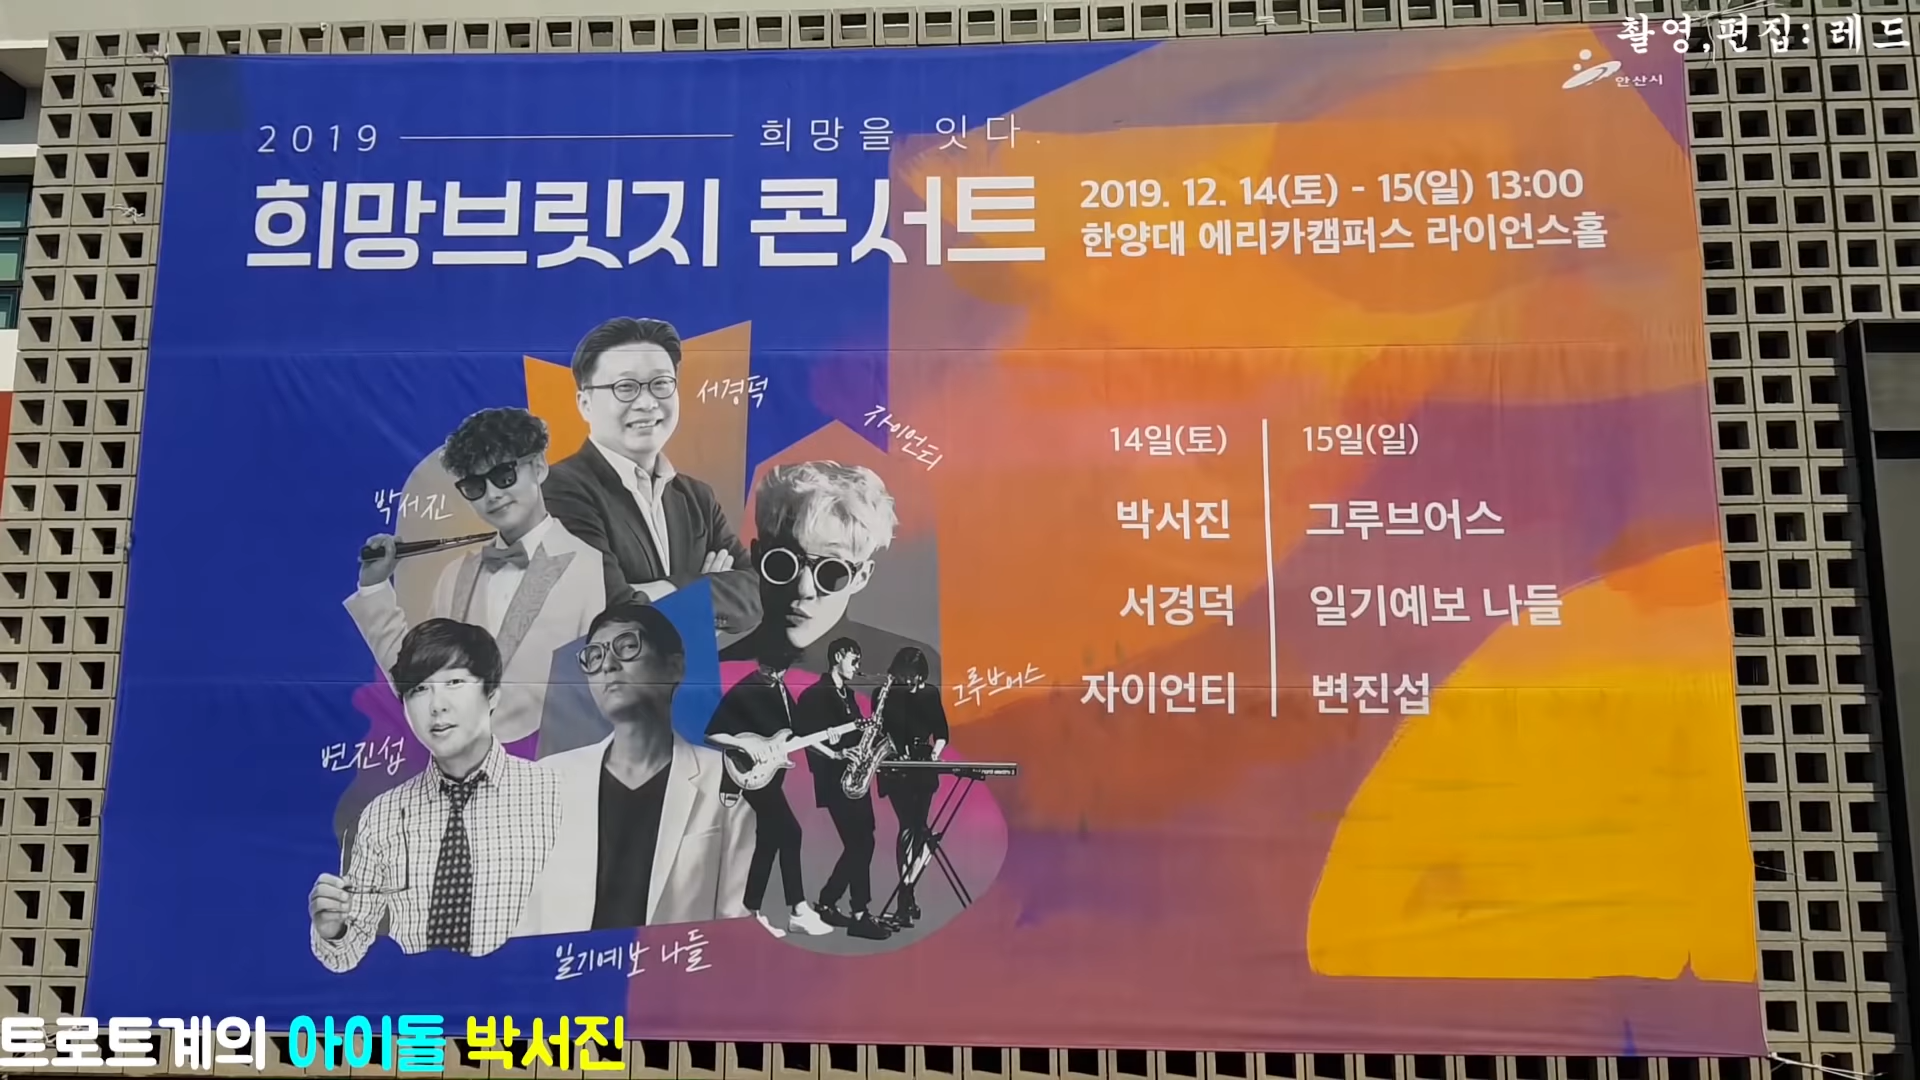 촬영,편집:레드
안산시
2019 희망을 잇다.
희망브릿지 콘서트
2019. 12. 14(토) - 15(일) 13:00
한양대 에리카캠퍼스 라이언스홀
서경덕
자이언티
박서진
그루브어스
변진섭
일기예보 나들
14일(토)
박서진
서경덕
자이언티
15일(일)
그루브어스
일기예보 나들
변진섭
트로트계의 아이돌 박서진